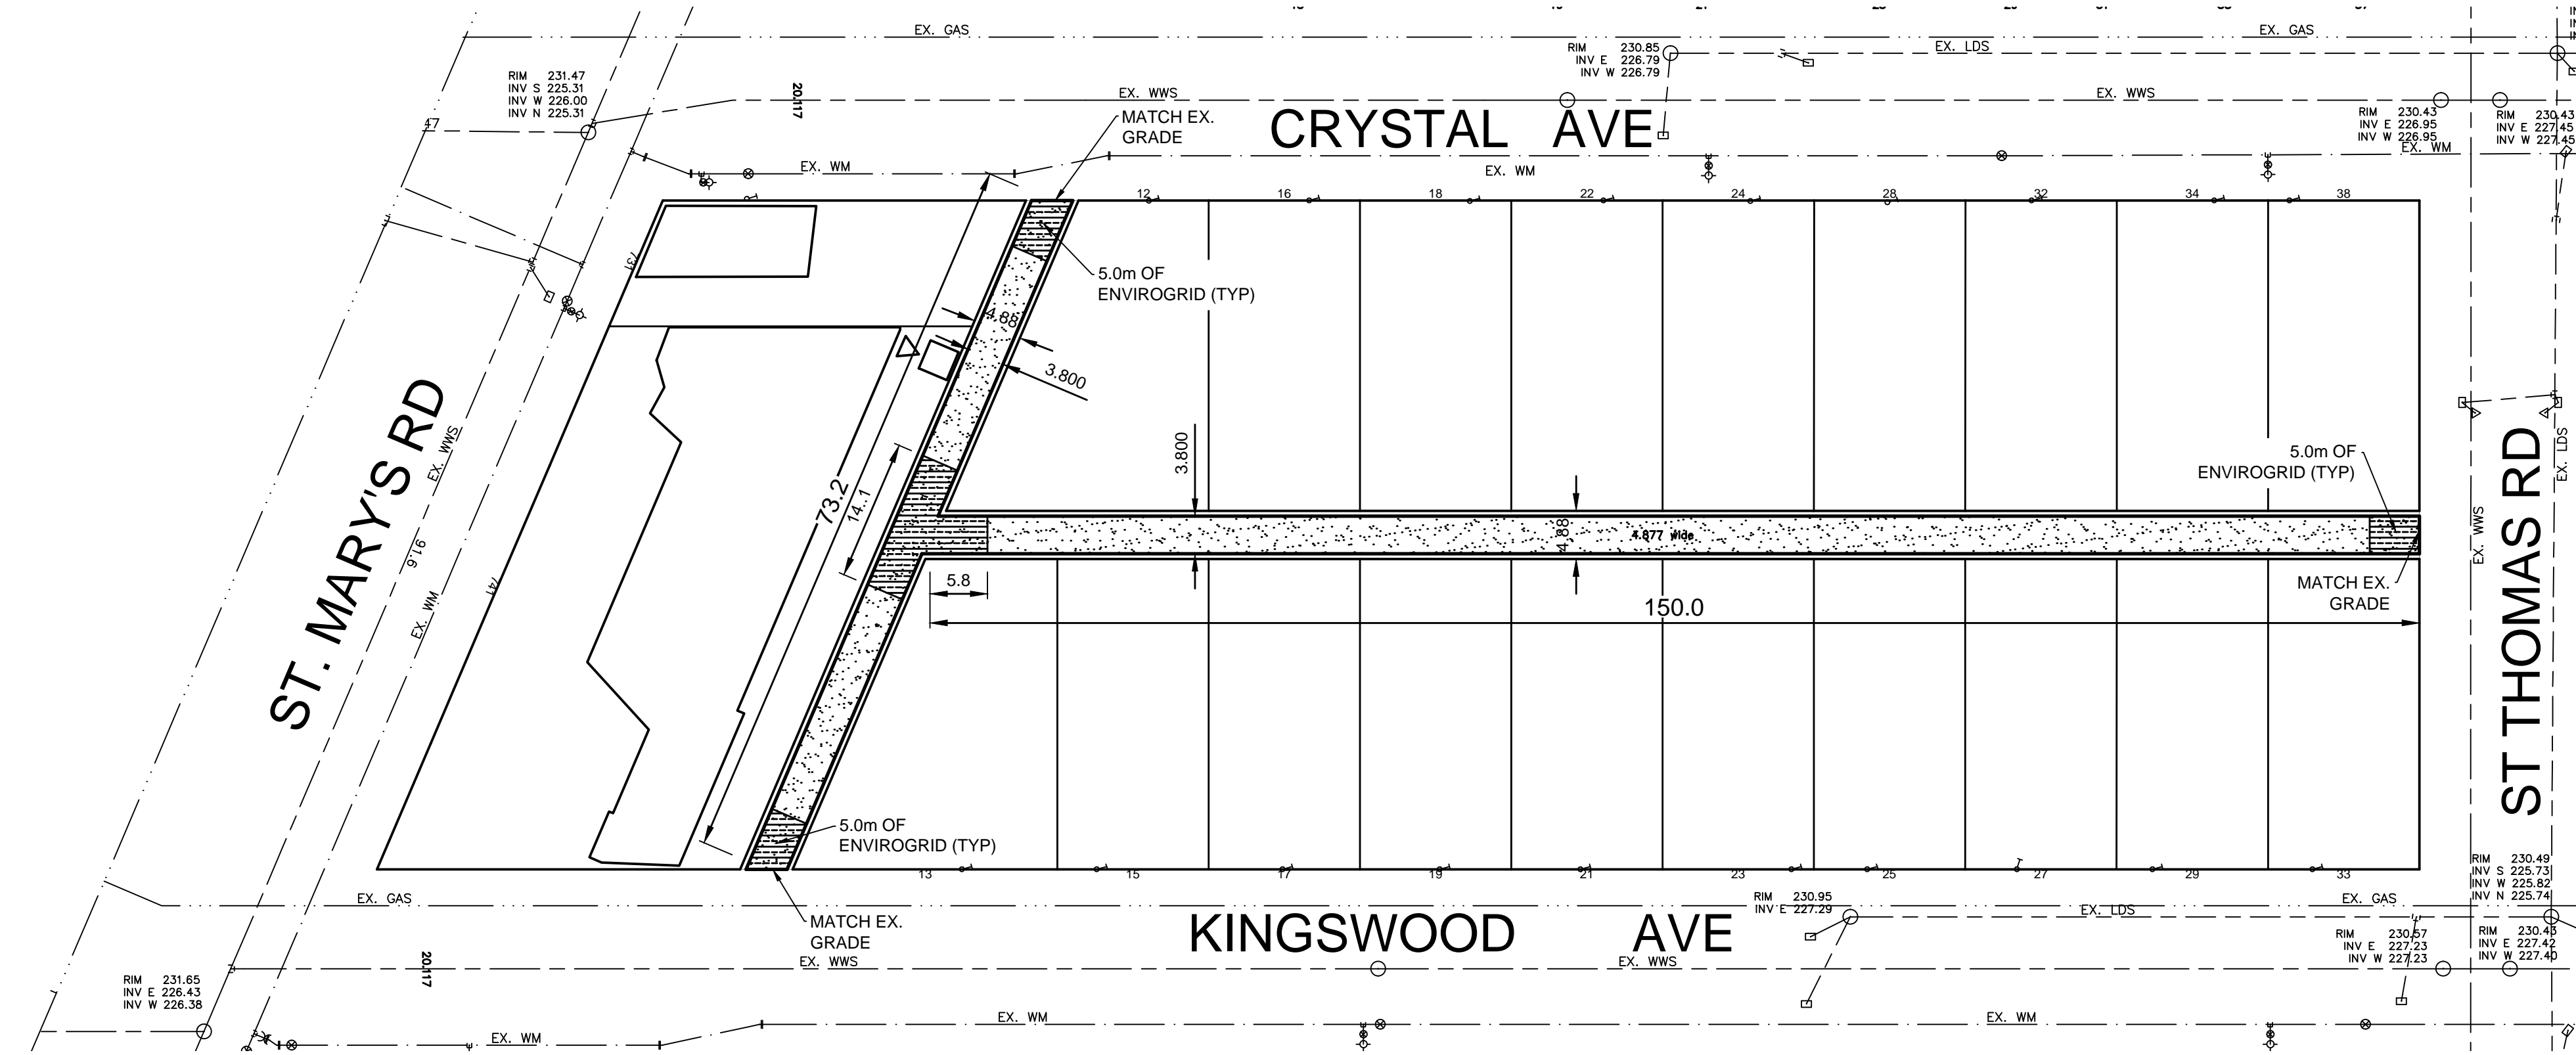 EX. GAS
EX. GAS
RIM 230.85
INV E 226.79
INV W 226.79
EX. LDS
RIM 231.47
INV S 225.31
INV W 226.00
INV N 225.31
20.117
EX. WWS
EX. WWS
MATCH EX.
GRADE
CRYSTAL AVE
RIM 230.43
INV E 226.95
INV W 226.95
RIM 230.43
INV E 227.45
INV W 227.45
47
EX. WM
EX. WM
EX. WM
12
16
18
22
24
28
32
34
38
731
5.0m OF
ENVIROGRID (TYP)
4.88
3.800
ST. MARY'S RD
EX. WWS
91.6
EX. WM
741
73.2
14.1
3.800
4.88
4.877 wide
5.0m OF
ENVIROGRID (TYP)
EX. LDS
EX. WWS
ST THOMAS RD
5.8
150.0
MATCH EX.
GRADE
5.0m OF
ENVIROGRID (TYP)
13
15
17
19
21
23
25
27
29
33
RIM 230.49
INV S 225.73
INV W 225.82
INV N 225.74
EX. GAS
EX. GAS
RIM 230.95
INV E 227.29
EX. LDS
MATCH EX.
GRADE
KINGSWOOD AVE
RIM 230.57
INV E 227.23
INV W 227.23
RIM 230.43
INV E 227.42
INV W 227.40
20.117
EX. WWS
EX. WWS
RIM 231.65
INV E 226.43
INV W 226.38
EX. WM
EX. WM
EX. WM